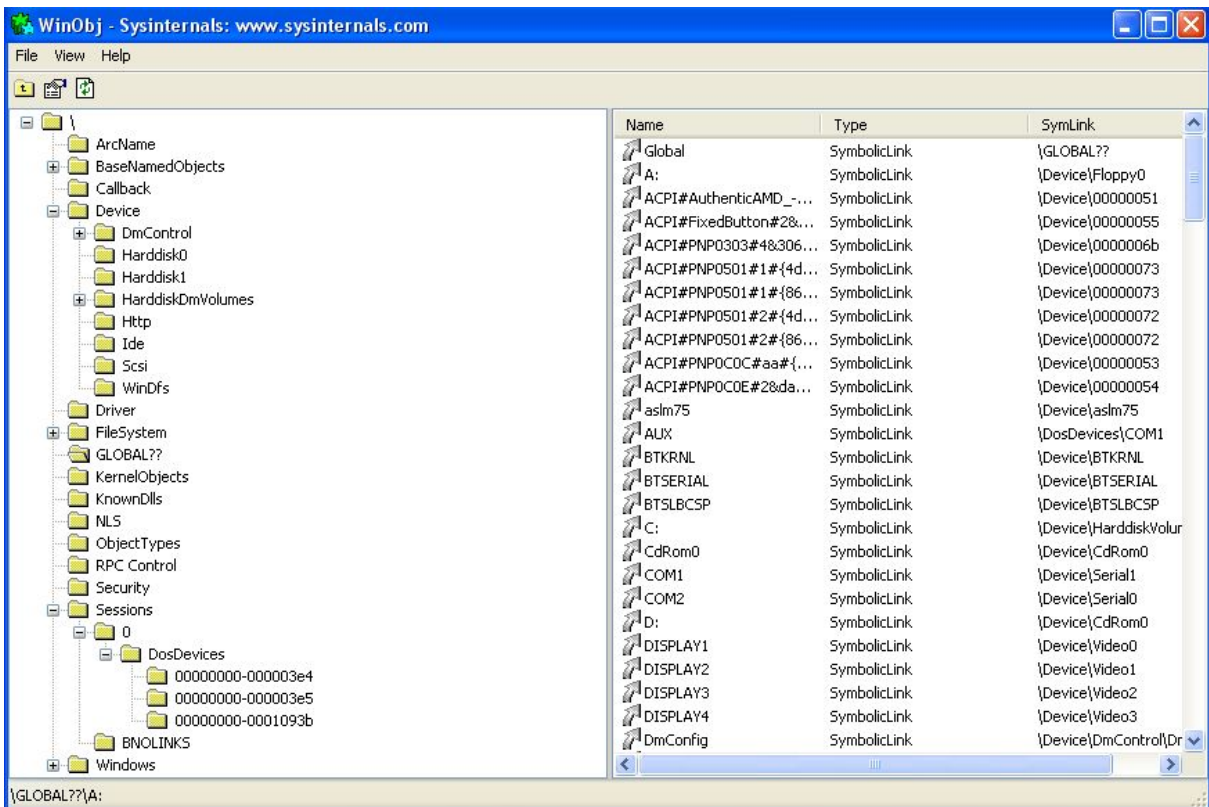 WinObj - Sysinternals: www.sysinternals.com
File View Help
\
ArcName
BaseNamedObjects
Callback
Device
DmControl
Harddisk0
Harddisk1
HarddiskDmVolumes
Http
Ide
Scsi
WinDfs
Driver
FileSystem
GLOBAL??
KernelObjects
KnownDlls
NLS
ObjectTypes
RPC Control
Security
Sessions
0
DosDevices
00000000-000003e4
00000000-000003e5
00000000-0001093b
BNOLINKS
Windows
Name Type SymLink
Global SymbolicLink \GLOBAL??
A: SymbolicLink \Device\Floppy0
ACPI#AuthenticAMD_-... SymbolicLink \Device\00000051
ACPI#FixedButton#2&... SymbolicLink \Device\00000055
ACPI#PNP0303#4&306... SymbolicLink \Device\0000006b
ACPI#PNP0501#1#{4d... SymbolicLink \Device\00000073
ACPI#PNP0501#1#{86... SymbolicLink \Device\00000073
ACPI#PNP0501#2#{4d... SymbolicLink \Device\00000072
ACPI#PNP0501#2#{86... SymbolicLink \Device\00000072
ACPI#PNP0C0C#aa#{... SymbolicLink \Device\00000053
ACPI#PNP0C0E#2&da... SymbolicLink \Device\00000054
aslm75 SymbolicLink \Device\aslm75
AUX SymbolicLink \DosDevices\COM1
BTKRNL SymbolicLink \Device\BTKRNL
BTSERIAL SymbolicLink \Device\BTSERIAL
BTSLBCSP SymbolicLink \Device\BTSLBCSP
C: SymbolicLink \Device\HarddiskVolur
CdRom0 SymbolicLink \Device\CdRom0
COM1 SymbolicLink \Device\Serial1
COM2 SymbolicLink \Device\Serial0
D: SymbolicLink \Device\CdRom0
DISPLAY1 SymbolicLink \Device\Video0
DISPLAY2 SymbolicLink \Device\Video1
DISPLAY3 SymbolicLink \Device\Video2
DISPLAY4 SymbolicLink \Device\Video3
DmConfig SymbolicLink \Device\DmControl\Dr
\GLOBAL??\A: